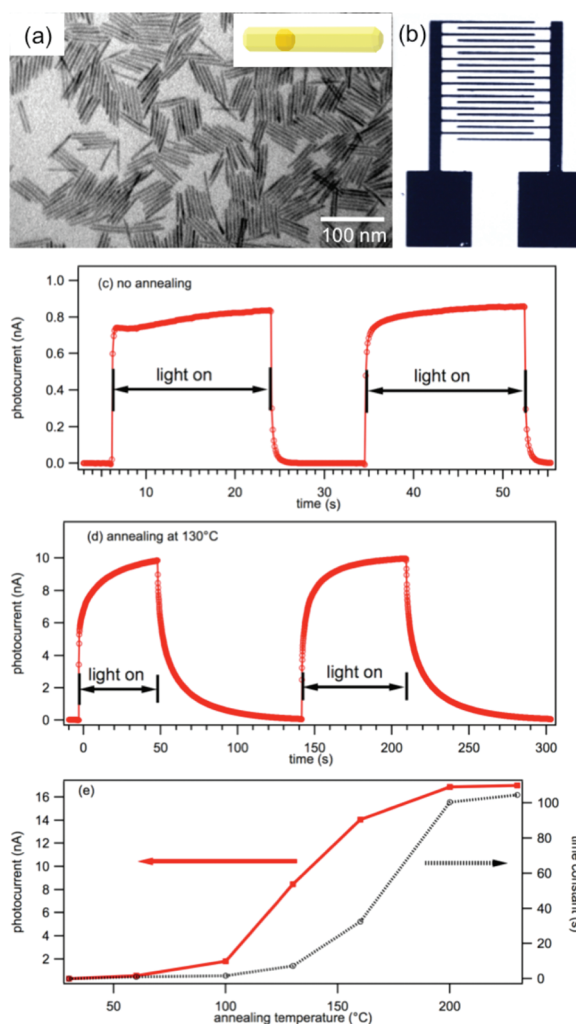 (a)
(b)
100 nm
(c) no annealing
1.0
0.8
0.6
0.4
0.2
0.0
photocurrent (nA)
light on
light on
10
20
30
40
50
time (s)
(d) annealing at 130°C
10
8
6
4
2
0
photocurrent (nA)
light on
light on
0
50
100
150
200
250
300
time (s)
(e)
16
14
12
10
8
6
4
2
photocurrent (nA)
100
80
60
40
20
0
time constant (s)
50
100
150
200
annealing temperature (°C)